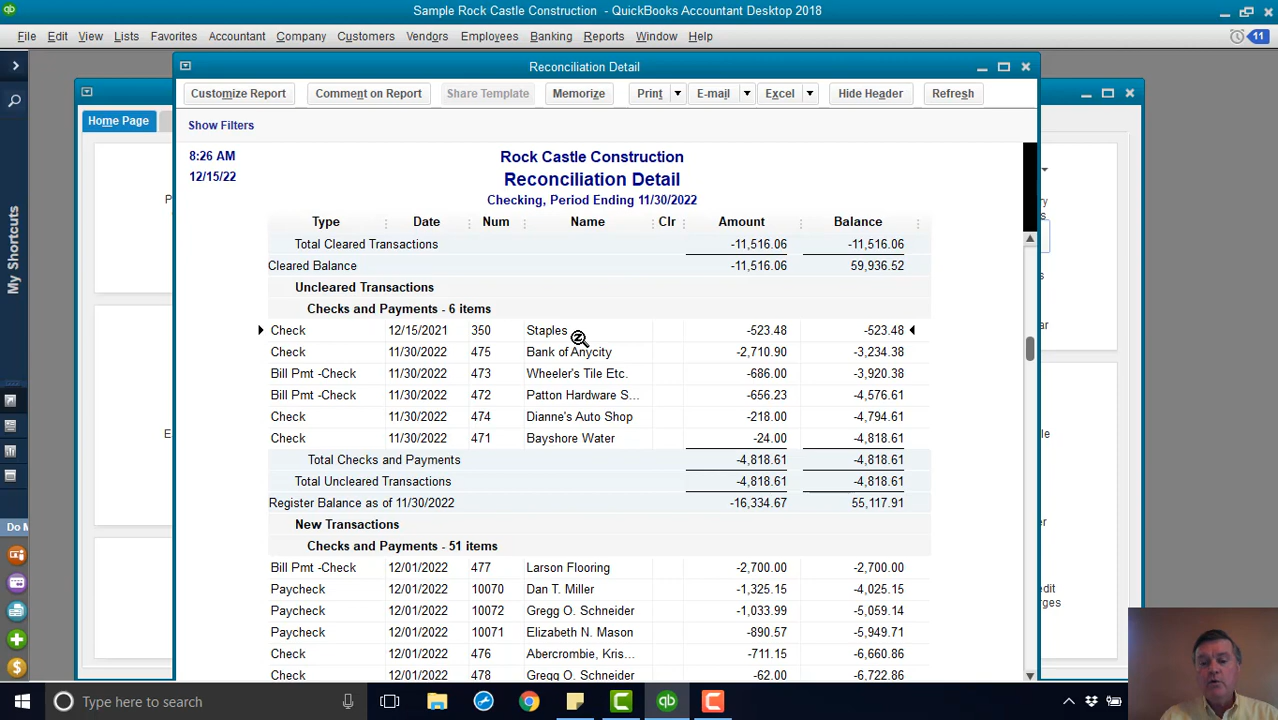 Sample Rock Castle Construction - QuickBooks Accountant Desktop 2018
File Edit View Lists Favorites Accountant Company Customers Vendors Employees Banking Reports Window Help 11
Reconciliation Detail
Customize Report Comment on Report Share Template Memorize Print E-mail Excel Hide Header Refresh
Home Page
Show Filters
8:26 AM Rock Castle Construction
12/15/22 Reconciliation Detail
Checking, Period Ending 11/30/2022
Type Date Num Name Clr Amount Balance
Total Cleared Transactions -11,516.06 -11,516.06
Cleared Balance -11,516.06 59,936.52
Uncleared Transactions
Checks and Payments - 6 items
Check 12/15/2021 350 Staples -523.48 -523.48
Check 11/30/2022 475 Bank of Anycity -2,710.90 -3,234.38
Bill Pmt -Check 11/30/2022 473 Wheeler's Tile Etc. -686.00 -3,920.38
Bill Pmt -Check 11/30/2022 472 Patton Hardware S... -656.23 -4,576.61
Check 11/30/2022 474 Dianne's Auto Shop -218.00 -4,794.61
Check 11/30/2022 471 Bayshore Water -24.00 -4,818.61
Total Checks and Payments -4,818.61 -4,818.61
Total Uncleared Transactions -4,818.61 -4,818.61
Register Balance as of 11/30/2022 -16,334.67 55,117.91
New Transactions
Checks and Payments - 51 items
Bill Pmt -Check 12/01/2022 477 Larson Flooring -2,700.00 -2,700.00
Paycheck 12/01/2022 10070 Dan T. Miller -1,325.15 -4,025.15
Paycheck 12/01/2022 10072 Gregg O. Schneider -1,033.99 -5,059.14
Paycheck 12/01/2022 10071 Elizabeth N. Mason -890.57 -5,949.71
Check 12/01/2022 476 Abercrombie, Kris... -711.15 -6,660.86
Check 12/01/2022 478 Gregg O. Schneider -62.00 -6,722.86
My Shortcuts
Do M
Type here to search